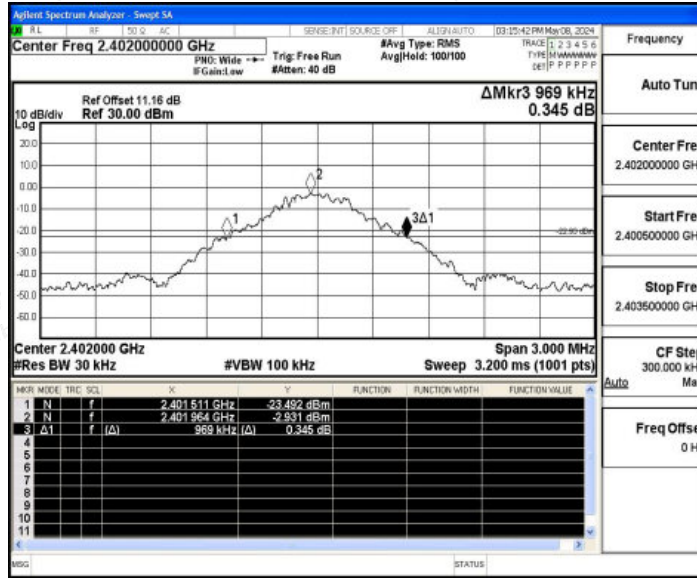 Agilent Spectrum Analyzer - Swept SA
RL RF 50 Ω AC SENSE:INT SOURCE OFF ALIGN AUTO 03:15:42 PM May 08, 2024
Center Freq 2.402000000 GHz
PNO: Wide
IFGain:Low
Trig: Free Run
#Atten: 40 dB
#Avg Type: RMS
Avg|Hold: 100/100
TRACE 1 2 3 4 5 6
TYPE M WWWWW
DET P P P P P P
Frequency
Auto Tun
Center Fre
2.402000000 GH
Start Fre
2.400500000 GH
Stop Fre
2.403500000 GH
CF Ste
300.000 kH
Auto Ma
Freq Offse
0 H
ΔMkr3 969 kHz
0.345 dB
Ref Offset 11.16 dB
10 dB/div Ref 30.00 dBm
Log
20.0
10.0
0.00
-10.0
-20.0
-30.0
-40.0
-50.0
-60.0
1
2
3Δ1
Center 2.402000 GHz Span 3.000 MHz
#Res BW 30 kHz #VBW 100 kHz Sweep 3.200 ms (1001 pts)
MKR MODE TRC SCL X Y FUNCTION FUNCTION WIDTH FUNCTION VALUE
1 N f 2.401 511 GHz -23.492 dBm
2 N f 2.401 964 GHz -2.931 dBm
3 Δ1 f (Δ) 969 kHz (Δ) 0.345 dB
4
5
6
7
8
9
10
11
MSG STATUS